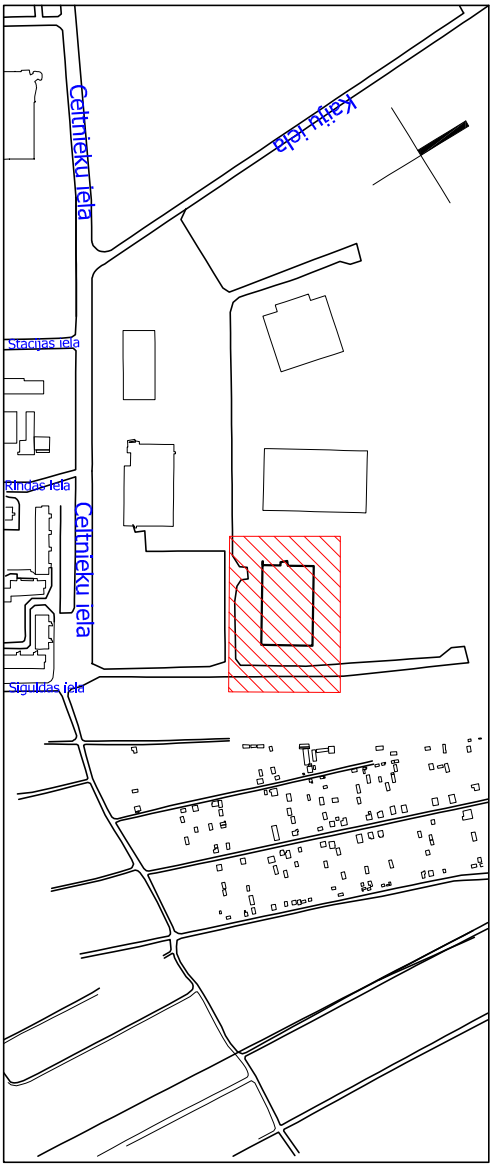 Celtnieku iela
Kaiju iela
Stacijas iela
Rindas iela
Celtnieku iela
Siguldas iela